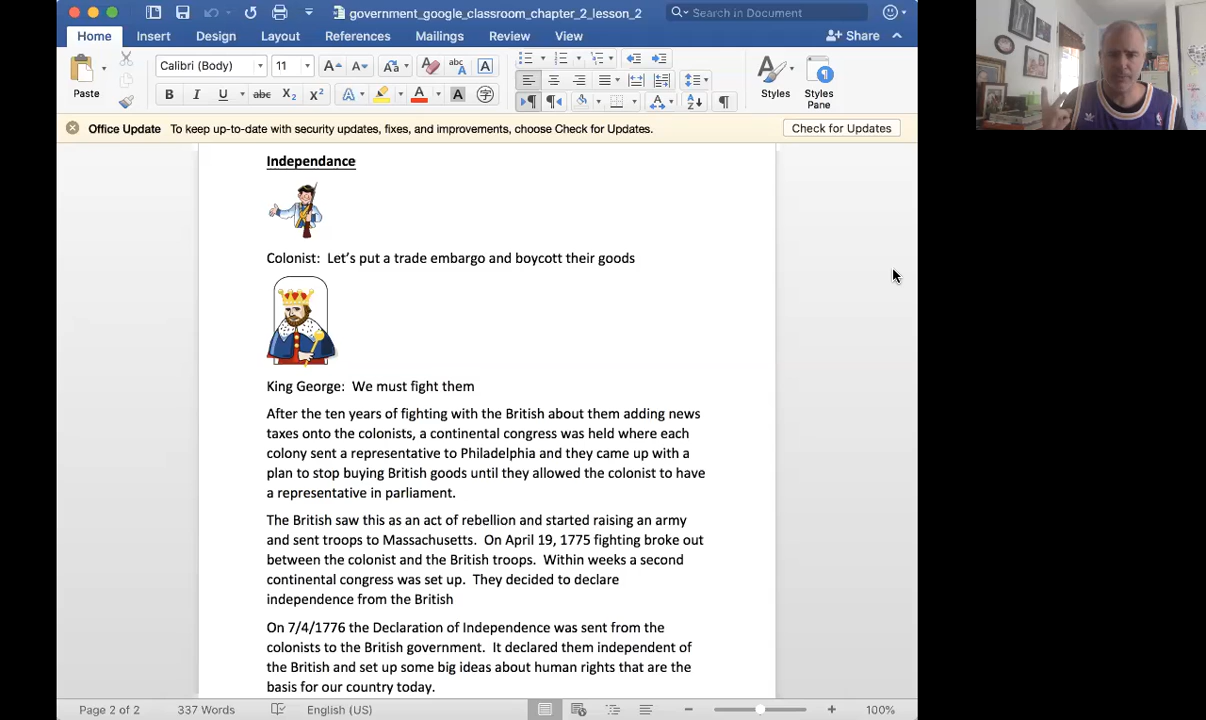 government_google_classroom_chapter_2_lesson_2
Search in Document
Home Insert Design Layout References Mailings Review View
Share
Paste
Calibri (Body) 11
Styles
Styles Pane
Office Update To keep up-to-date with security updates, fixes, and improvements, choose Check for Updates.
Check for Updates
Independance
Colonist: Let's put a trade embargo and boycott their goods
King George: We must fight them
After the ten years of fighting with the British about them adding news
taxes onto the colonists, a continental congress was held where each
colony sent a representative to Philadelphia and they came up with a
plan to stop buying British goods until they allowed the colonist to have
a representative in parliament.
The British saw this as an act of rebellion and started raising an army
and sent troops to Massachusetts. On April 19, 1775 fighting broke out
between the colonist and the British troops. Within weeks a second
continental congress was set up. They decided to declare
independence from the British
On 7/4/1776 the Declaration of Independence was sent from the
colonists to the British government. It declared them independent of
the British and set up some big ideas about human rights that are the
basis for our country today.
Page 2 of 2 337 Words English (US) 100%